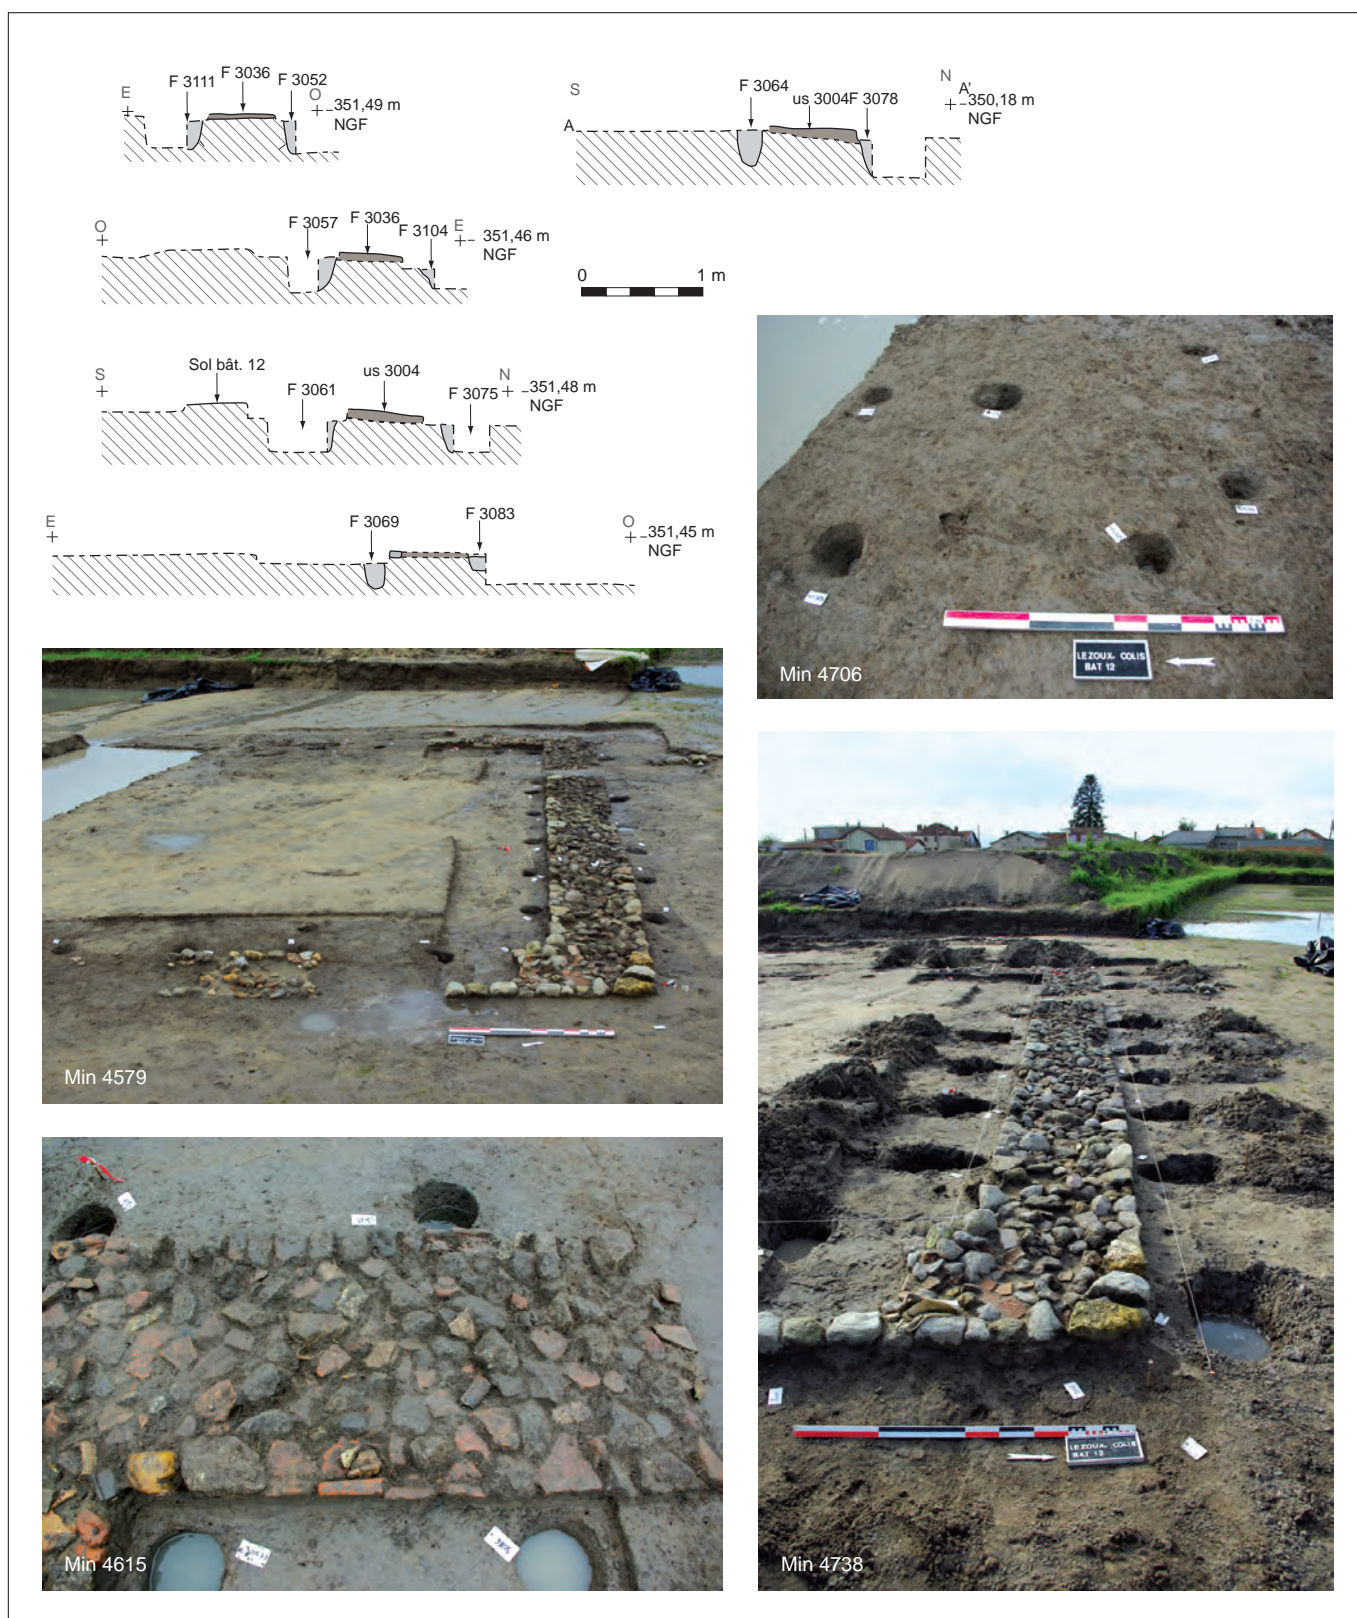 F 3111
F 3036
F 3052
E
O
351,49 m
NGF
S
F 3064
us 3004
F 3078
N
A'
350,18 m
NGF
A
O
F 3057
F 3036
F 3104
E
351,46 m
NGF
0 1 m
S
Sol bât. 12
F 3061
us 3004
F 3075
N
351,48 m
NGF
E
F 3069
F 3083
O
351,45 m
NGF
LEZOUX- COLIS
BAT 12
Min 4706
Min 4579
Min 4615
LEZOUX- COLIS
BAT 12
Min 4738